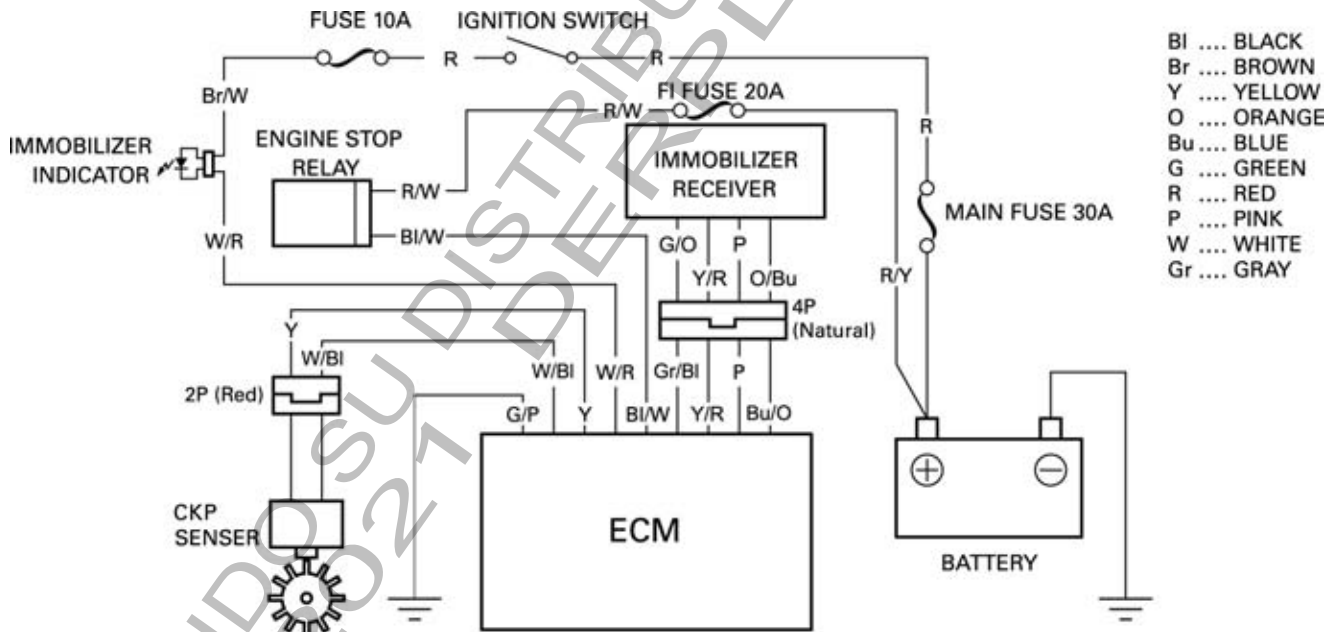 FUSE 10A
IGNITION SWITCH
R
R
Br/W
FI FUSE 20A
R/W
R
IMMOBILIZER
INDICATOR
ENGINE STOP
RELAY
R/W
Bl/W
W/R
IMMOBILIZER
RECEIVER
G/O
P
Y/R
O/Bu
4P
(Natural)
MAIN FUSE 30A
R/Y
Y
W/Bl
2P (Red)
W/Bl
W/R
Gr/Bl
P
G/P
Y
Bl/W
Y/R
Bu/O
CKP
SENSER
ECM
BATTERY
Bl .... BLACK
Br .... BROWN
Y .... YELLOW
O .... ORANGE
Bu .... BLUE
G .... GREEN
R .... RED
P .... PINK
W .... WHITE
Gr .... GRAY